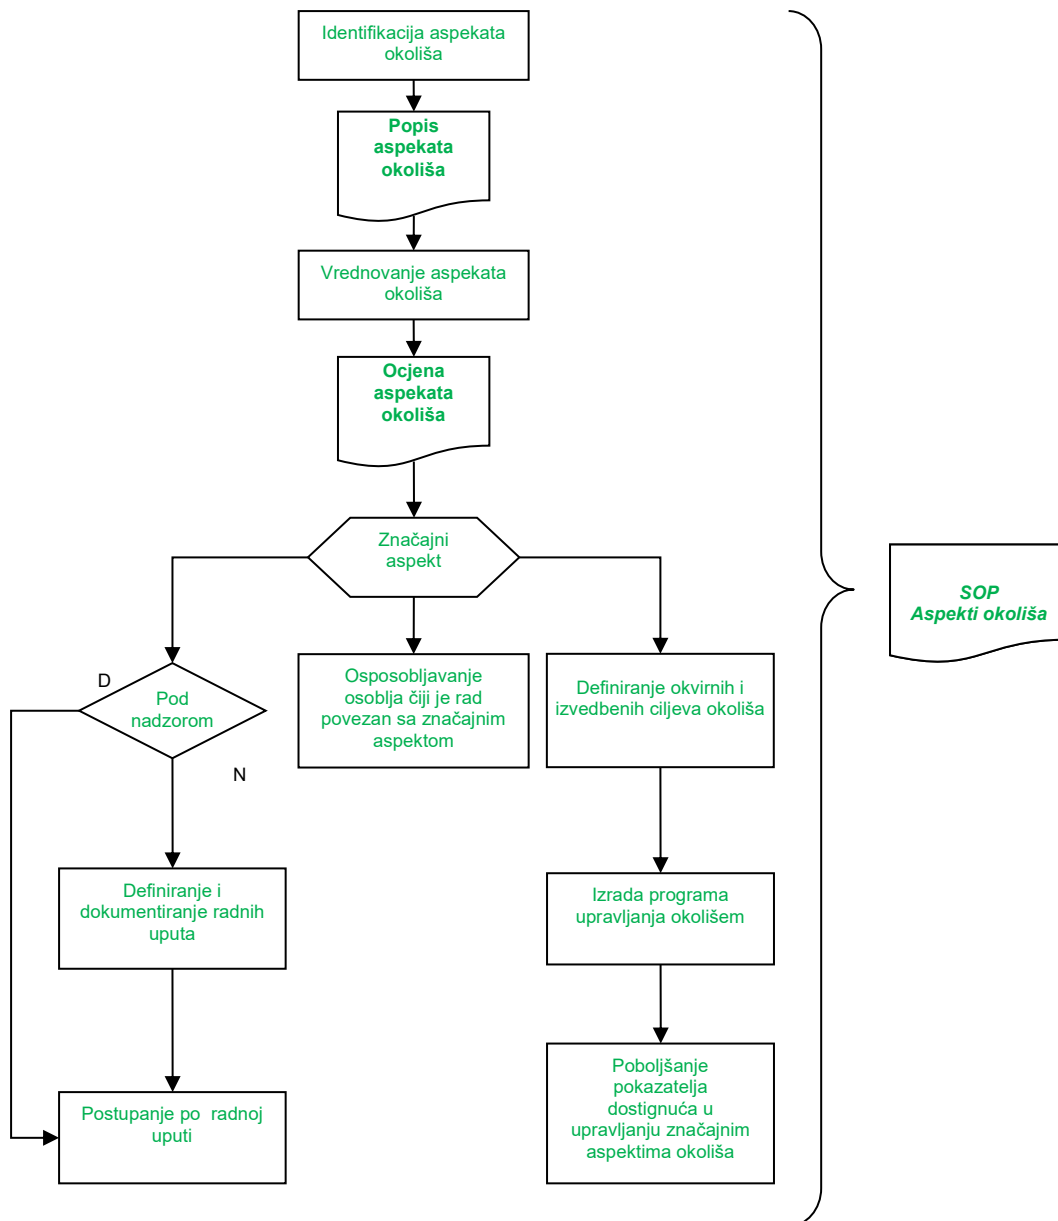 Identifikacija aspekata
okoliša
Popis
aspekata
okoliša
Vrednovanje aspekata
okoliša
Ocjena
aspekata
okoliša
Značajni
aspekt
SOP
Aspekti okoliša
D
Pod
nadzorom
N
Osposobljavanje
osoblja čiji je rad
povezan sa značajnim
aspektom
Definiranje okvirnih i
izvedbenih ciljeva okoliša
Definiranje i
dokumentiranje radnih
uputa
Izrada programa
upravljanja okolišem
Postupanje po  radnoj
uputi
Poboljšanje
pokazatelja
dostignuća u
upravljanju značajnim
aspektima okoliša